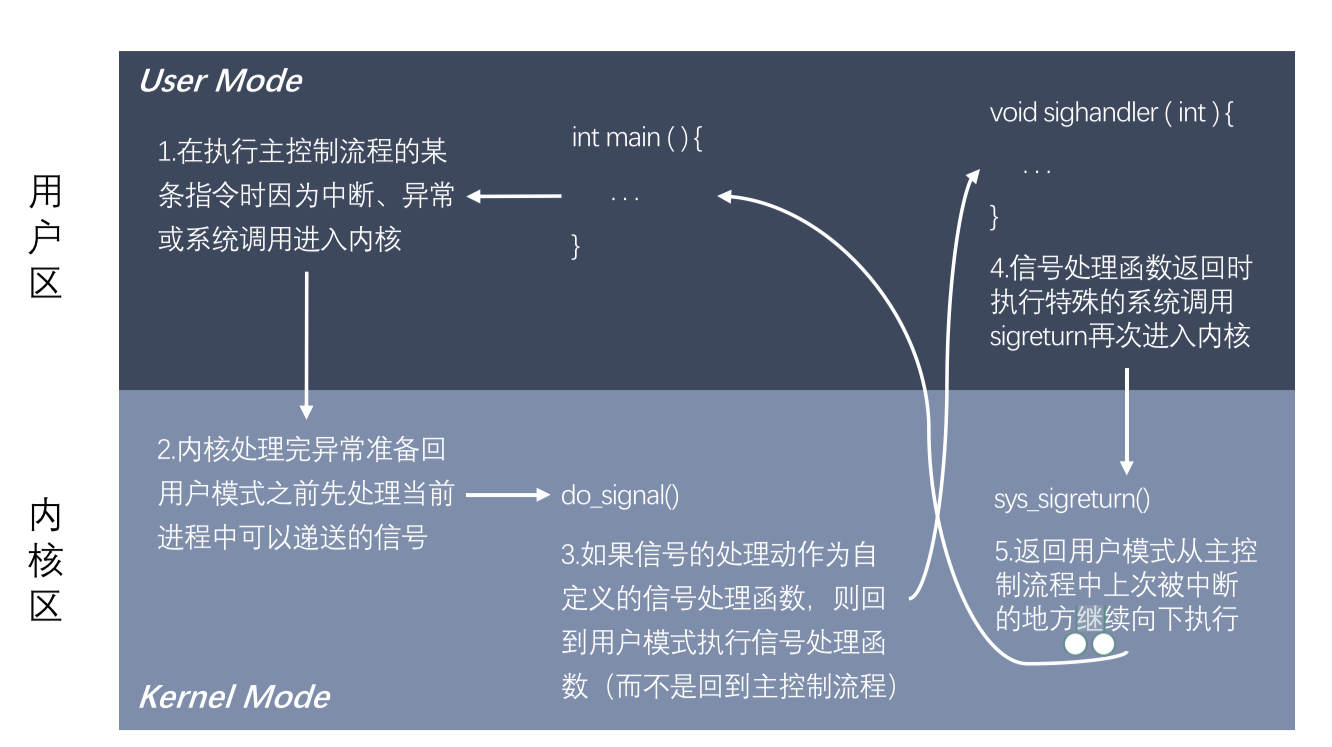 User Mode
用
户
区
1.在执行主控制流程的某
条指令时因为中断、异常
或系统调用进入内核
int main ( ) {
. . .
}
void sighandler ( int ) {
. . .
}
4.信号处理函数返回时
执行特殊的系统调用
sigreturn再次进入内核
内
核
区
2.内核处理完异常准备回
用户模式之前先处理当前
进程中可以递送的信号
do_signal()
3.如果信号的处理动作为自
定义的信号处理函数，则回
到用户模式执行信号处理函
数（而不是回到主控制流程）
sys_sigreturn()
5.返回用户模式从主控
制流程中上次被中断
的地方继续向下执行
Kernel Mode